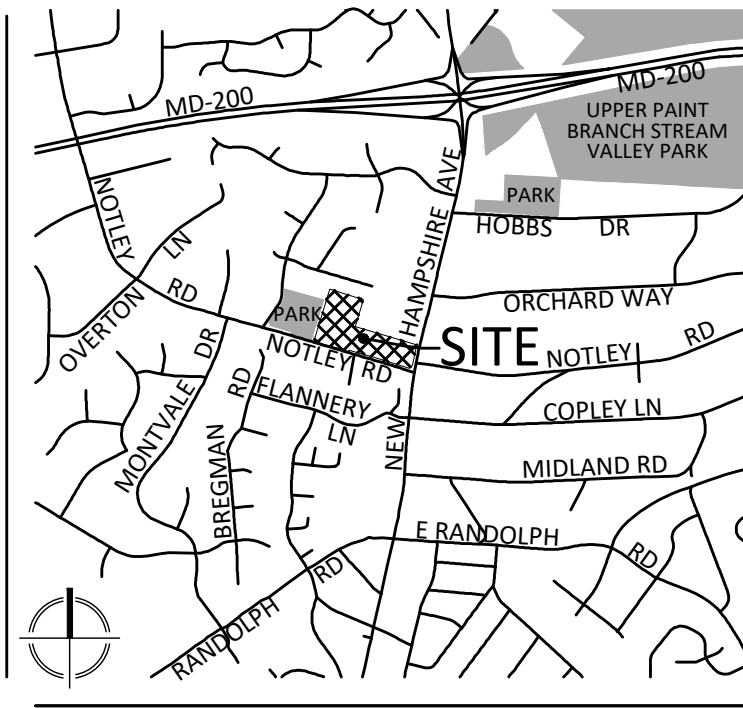 MD-200
MD-200
UPPER PAINT
BRANCH STREAM
VALLEY PARK
PARK
HOBBS DR
NOTLEY
RD
LN
OVERTON
NEW
HAMPSHIRE
AVE
ORCHARD WAY
PARK
SITE
NOTLEY RD
NOTLEY RD
DR
MONTVALE
RD
BREGMAN
FLANNERY
LN
COPLEY LN
MIDLAND RD
E RANDOLPH
RD
RANDOLPH
RD